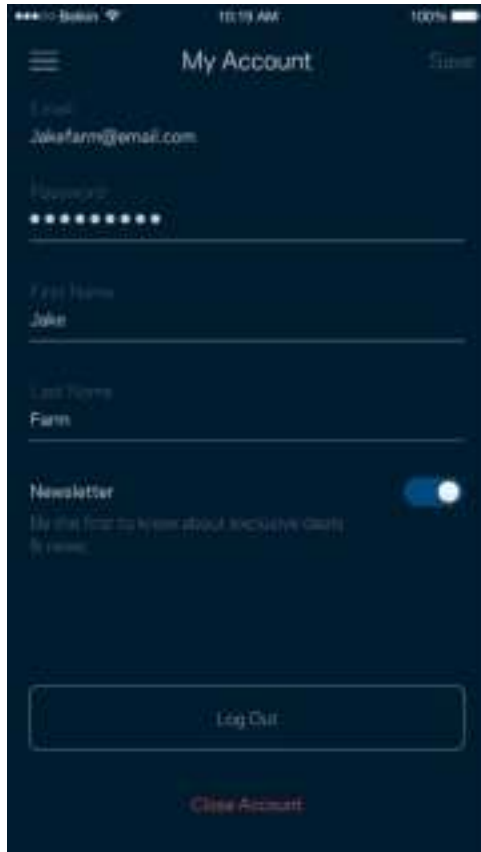 Belkin 10:19 AM 100%
My Account Save
Email
Jakefarm@email.com
Password
•••••••••
First Name
Jake
Last Name
Farm
Newsletter
Be the first to know about exclusive deals
& news.
Log Out
Close Account